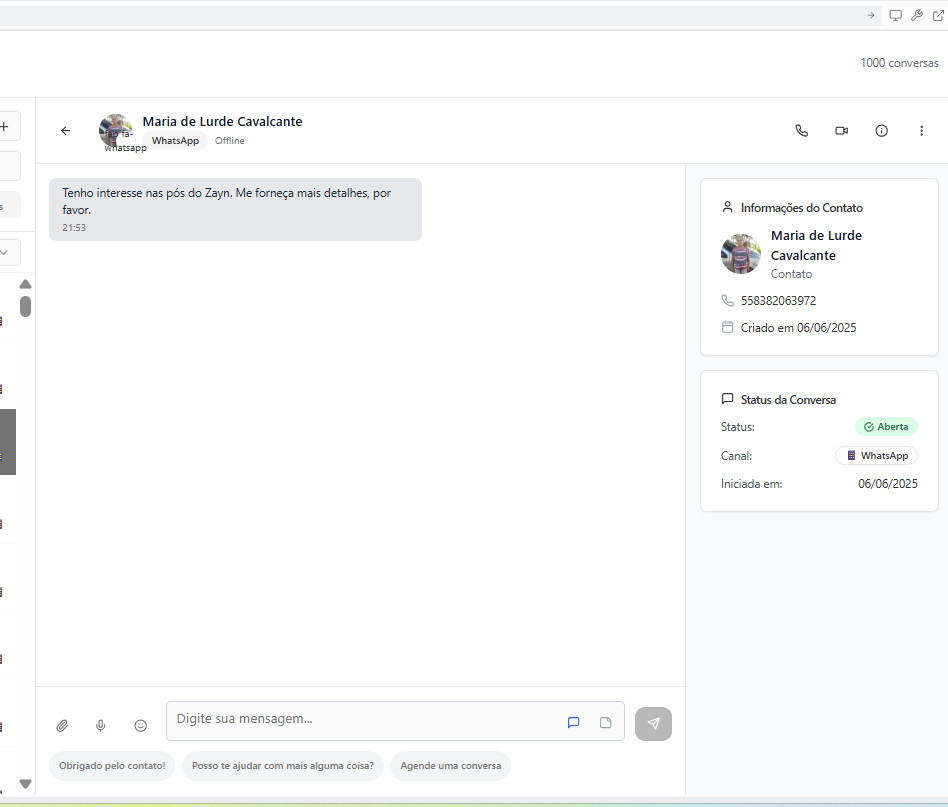 1000 conversas
Maria de Lurde Cavalcante
fab fa-
whatsapp
WhatsApp
Offline
Tenho interesse nas pós do Zayn. Me forneça mais detalhes, por
favor.
21:53
Informações do Contato
Maria de Lurde
Cavalcante
Contato
558382063972
Criado em 06/06/2025
Status da Conversa
Status:
Aberta
Canal:
WhatsApp
Iniciada em:
06/06/2025
Digite sua mensagem...
Obrigado pelo contato!
Posso te ajudar com mais alguma coisa?
Agende uma conversa